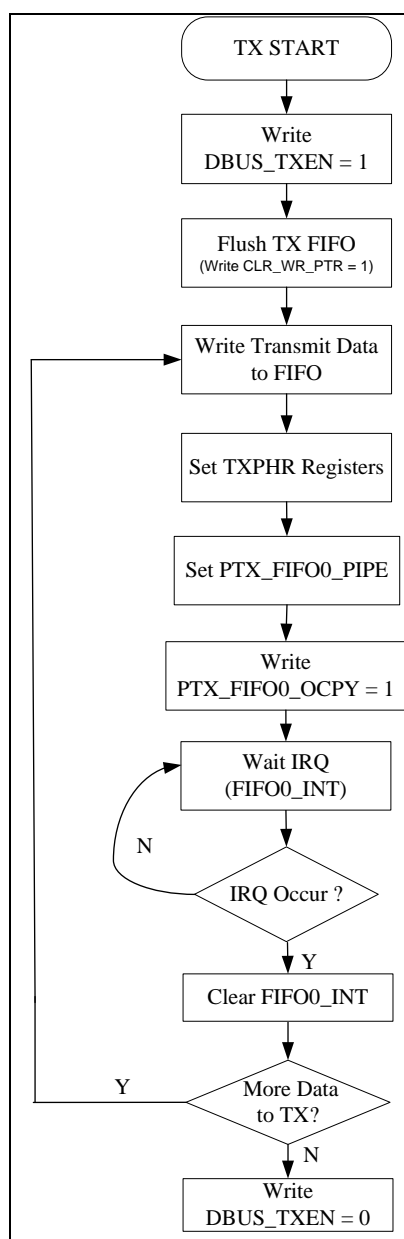 TX START
Write
DBUS_TXEN = 1
Flush TX FIFO
(Write CLR_WR_PTR = 1)
Write Transmit Data
to FIFO
Set TXPHR Registers
Set PTX_FIFO0_PIPE
Write
PTX_FIFO0_OCPY = 1
Wait IRQ
(FIFO0_INT)
N
IRQ Occur ?
Y
Clear FIFO0_INT
Y
More Data
to TX?
N
Write
DBUS_TXEN = 0